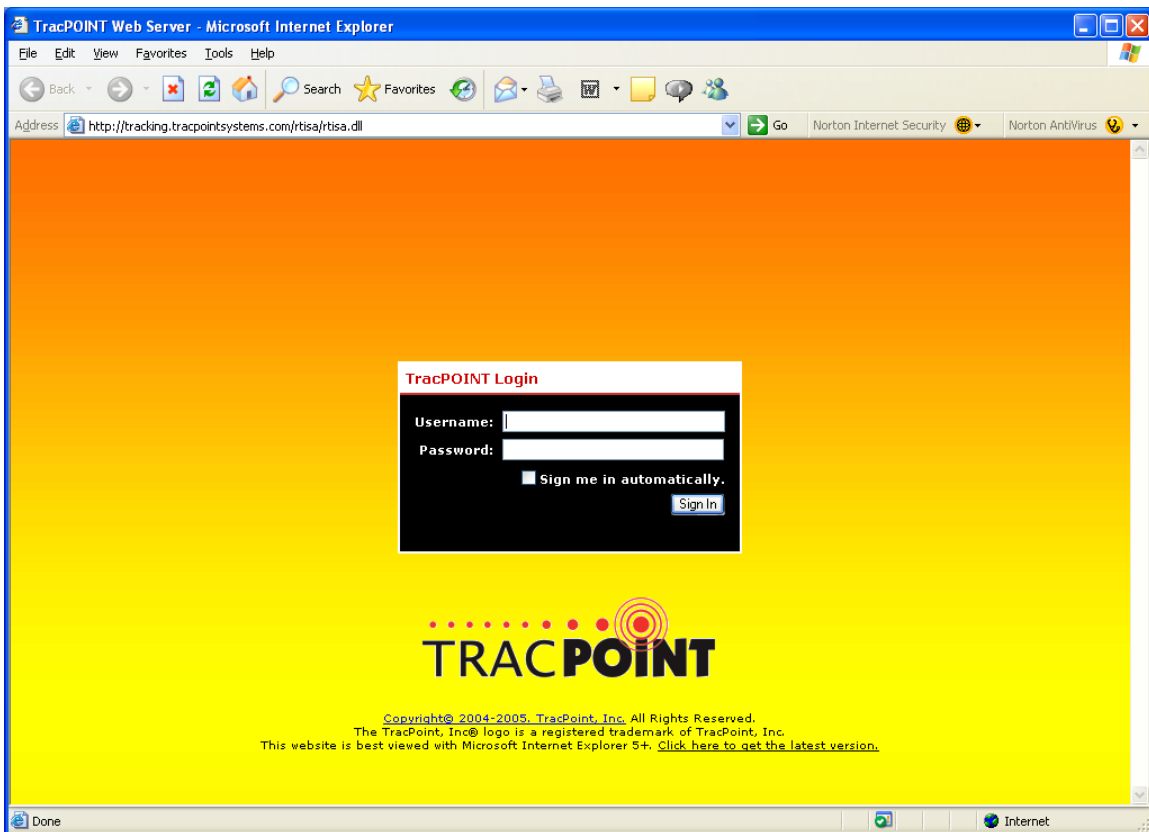 TracPOINT Web Server - Microsoft Internet Explorer
File Edit View Favorites Tools Help
Back Search Favorites
Address http://tracking.tracpointsystems.com/rtisa/rtisa.dll Go Norton Internet Security Norton AntiVirus
TracPOINT Login
Username:
Password:
Sign me in automatically.
Sign In
TRACPOINT
Copyright© 2004-2005. TracPoint, Inc. All Rights Reserved.
The TracPoint, Inc® logo is a registered trademark of TracPoint, Inc.
This website is best viewed with Microsoft Internet Explorer 5+. Click here to get the latest version.
Done Internet